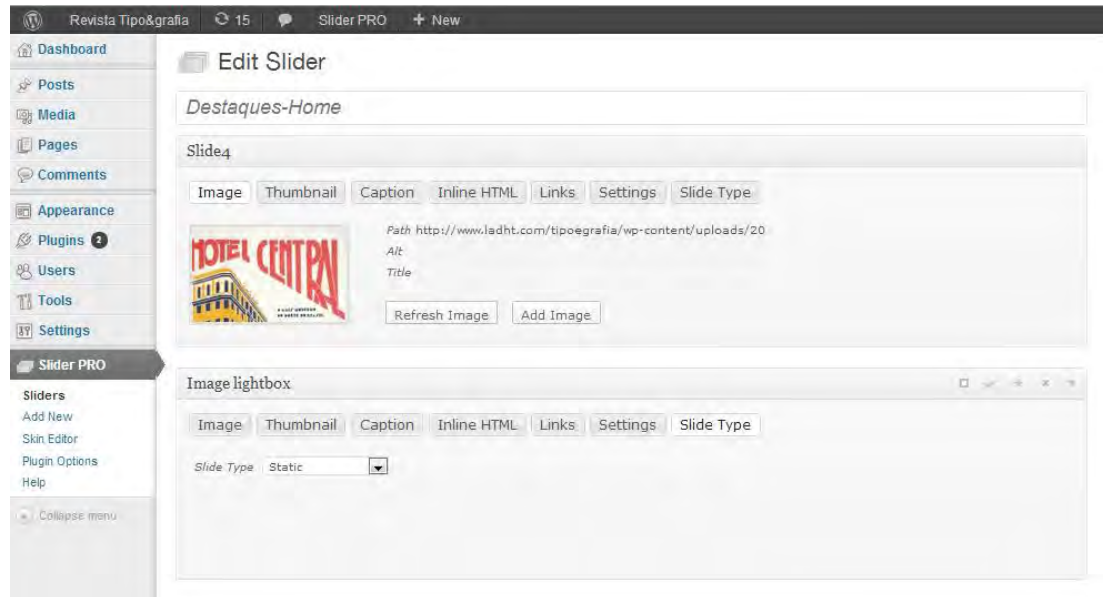 Revista Tipo&grafia 15 Slider PRO + New
Dashboard
Posts
Media
Pages
Comments
Appearance
Plugins 2
Users
Tools
Settings
Slider PRO
Sliders
Add New
Skin Editor
Plugin Options
Help
Collapse menu
Edit Slider
Destaques-Home
Slide4
Image Thumbnail Caption Inline HTML Links Settings Slide Type
HOTEL CENTRAL
Path http://www.ladht.com/tipoegrafia/wp-content/uploads/20
Alt
Title
Refresh Image Add Image
Image lightbox
Image Thumbnail Caption Inline HTML Links Settings Slide Type
Slide Type Static